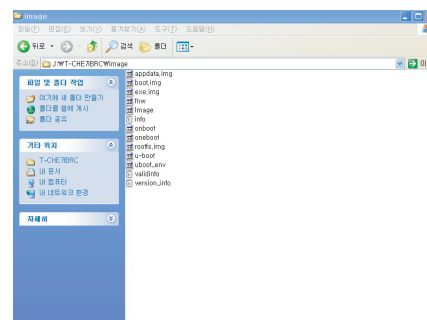 Image
파일(F) 편집(E) 보기(V) 즐겨찾기(A) 도구(T) 도움말(H)
뒤로 검색 폴더
주소(D) J:\T-CHE7BRC\image
파일 및 폴더 작업
여기에 새 폴더 만들기
폴더를 웹에 게시
폴더 공유
기타 위치
T-CHE7BRC
내 문서
내 컴퓨터
내 네트워크 환경
자세히
appdata.img
boot.img
exe.img
fnw
Image
info
onboot
oneboot
rootfs.img
u-boot
uboot_env
validinfo
version_info